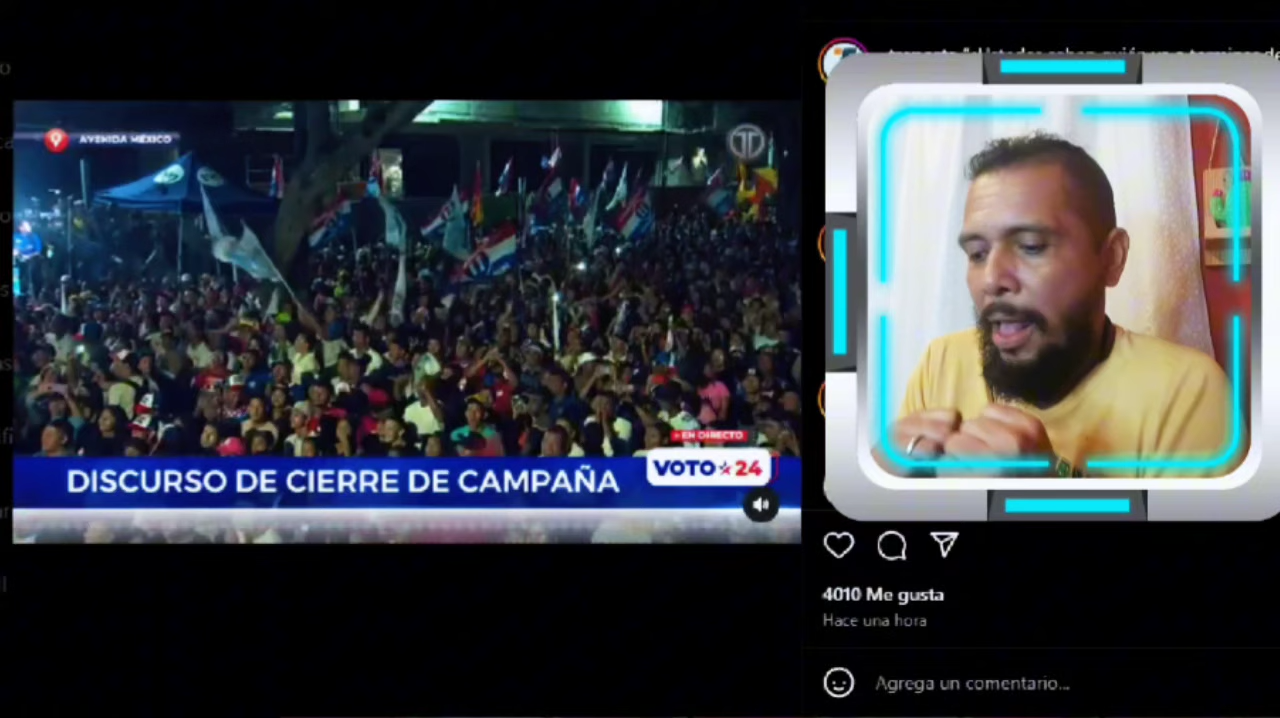 AVENIDA MÉXICO
EN DIRECTO
DISCURSO DE CIERRE DE CAMPAÑA
VOTO★24
4010 Me gusta
Hace una hora
Agrega un comentario...